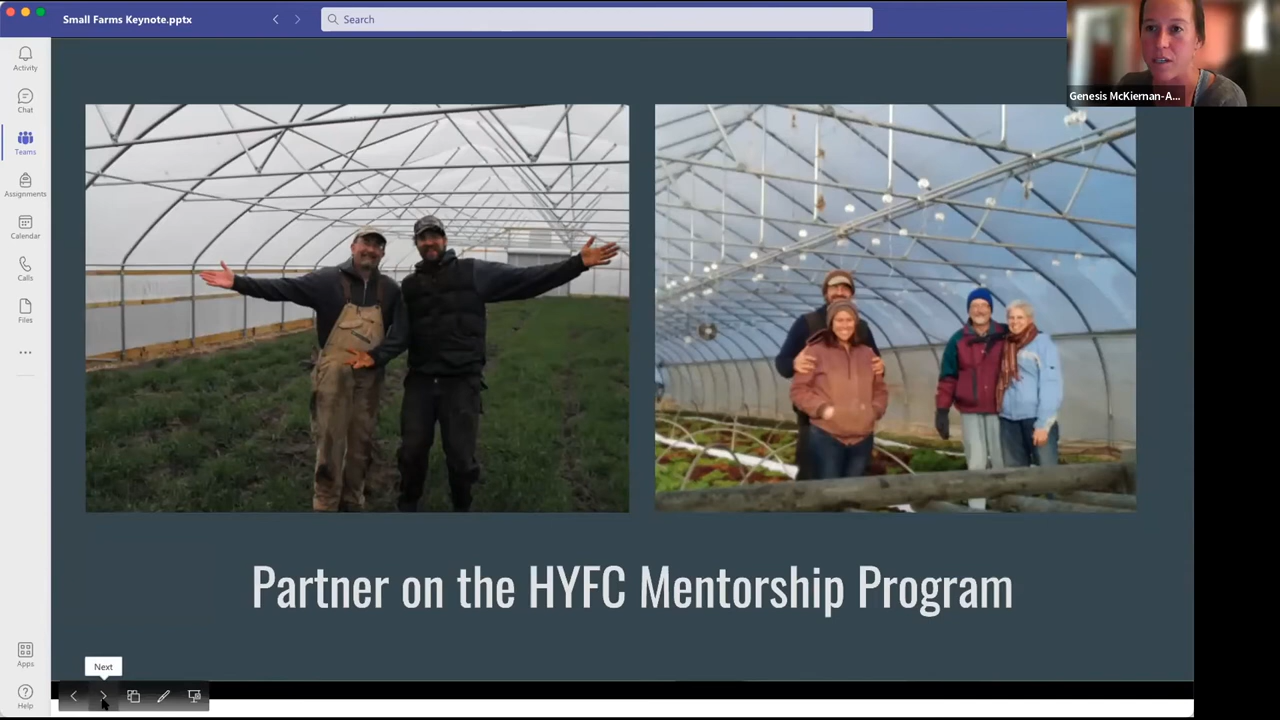 Small Farms Keynote.pptx
Search
Genesis McKiernan-A...
Activity
Chat
Teams
Assignments
Calendar
Calls
Files
Partner on the HYFC Mentorship Program
Apps
Help
Next